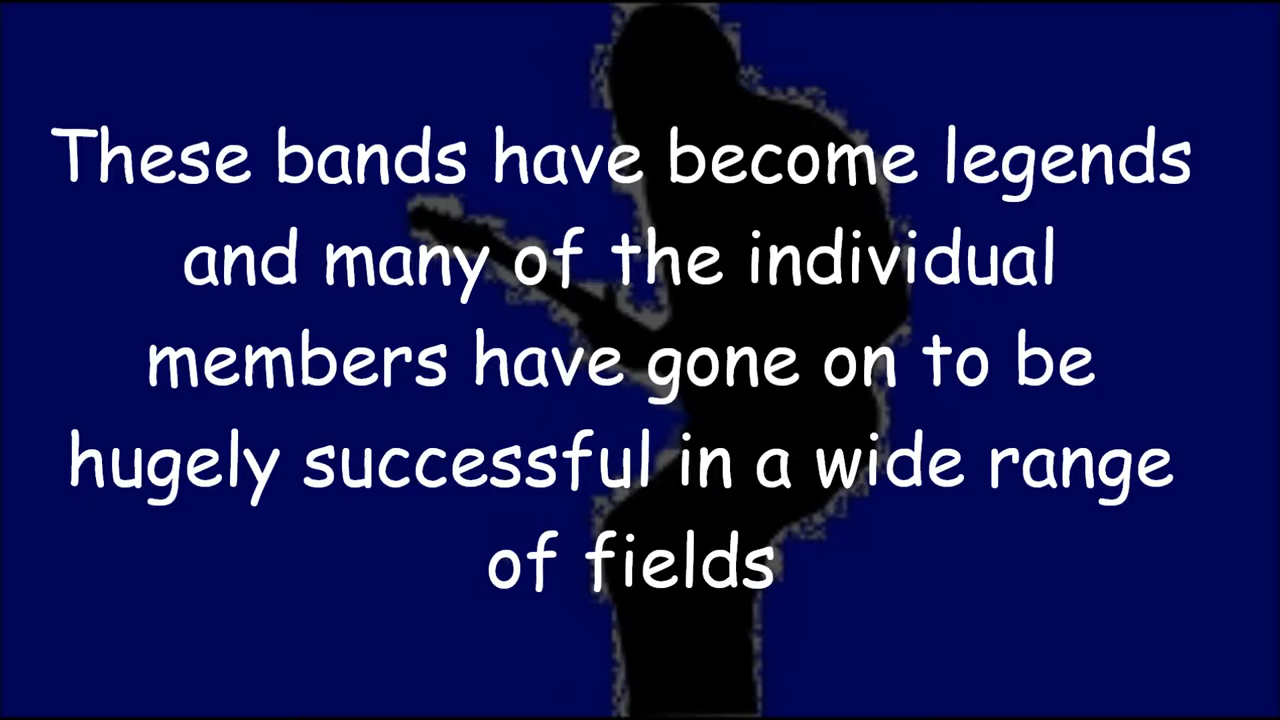 These bands have become legends
and many of the individual
members have gone on to be
hugely successful in a wide range
of fields